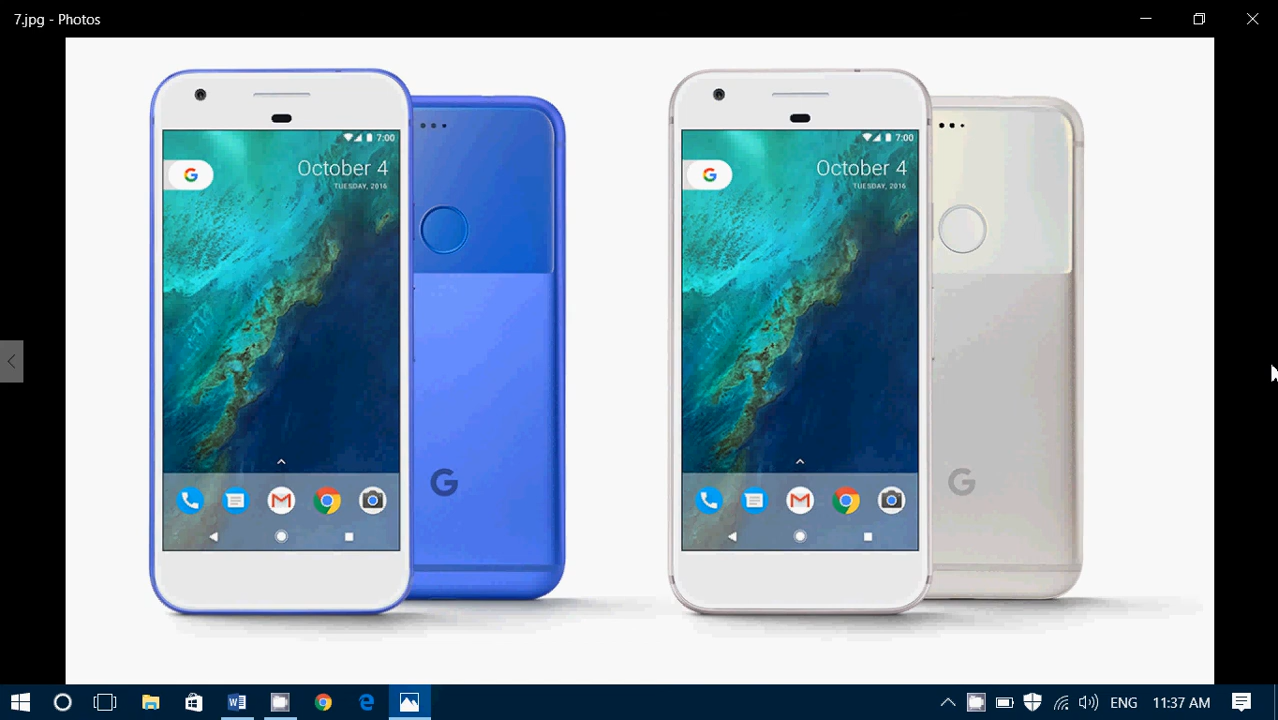 7.jpg - Photos
7:00
October 4
TUESDAY, 2016
G
G
7:00
October 4
TUESDAY, 2016
G
G
ENG
11:37 AM